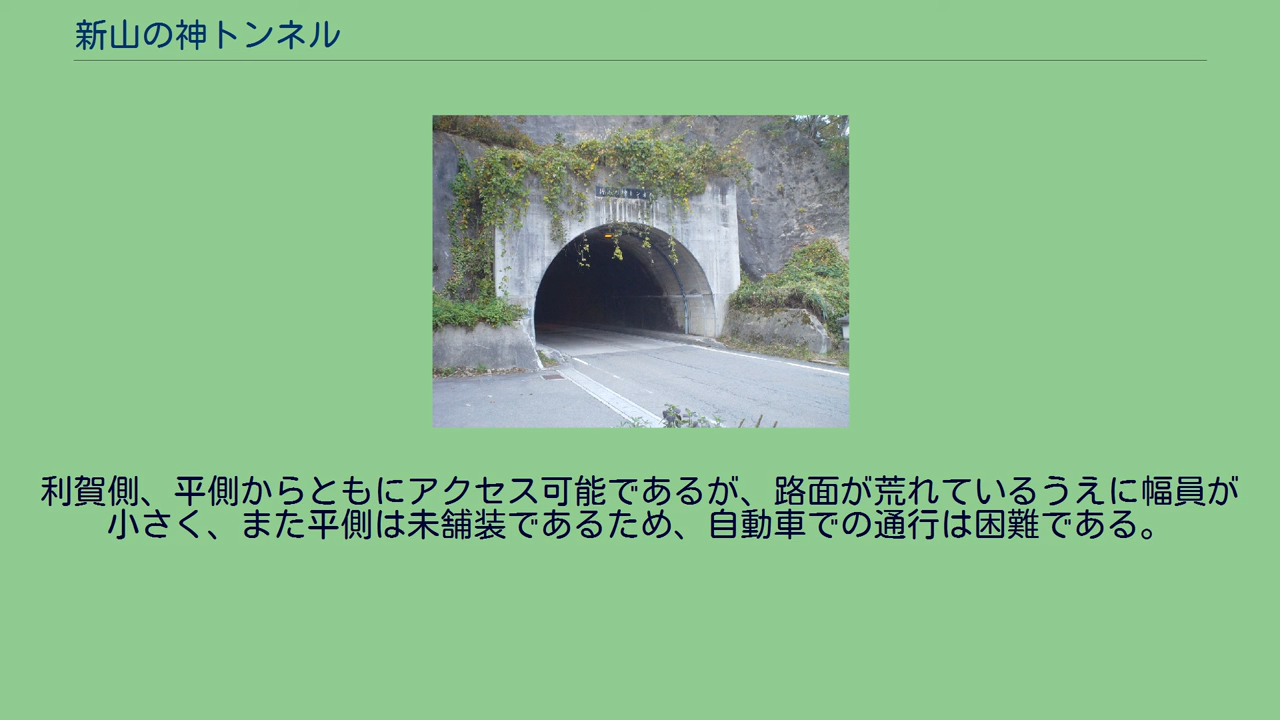 新山の神トンネル
利賀側、平側からともにアクセス可能であるが、路面が荒れているうえに幅員が
小さく、また平側は未舗装であるため、自動車での通行は困難である。